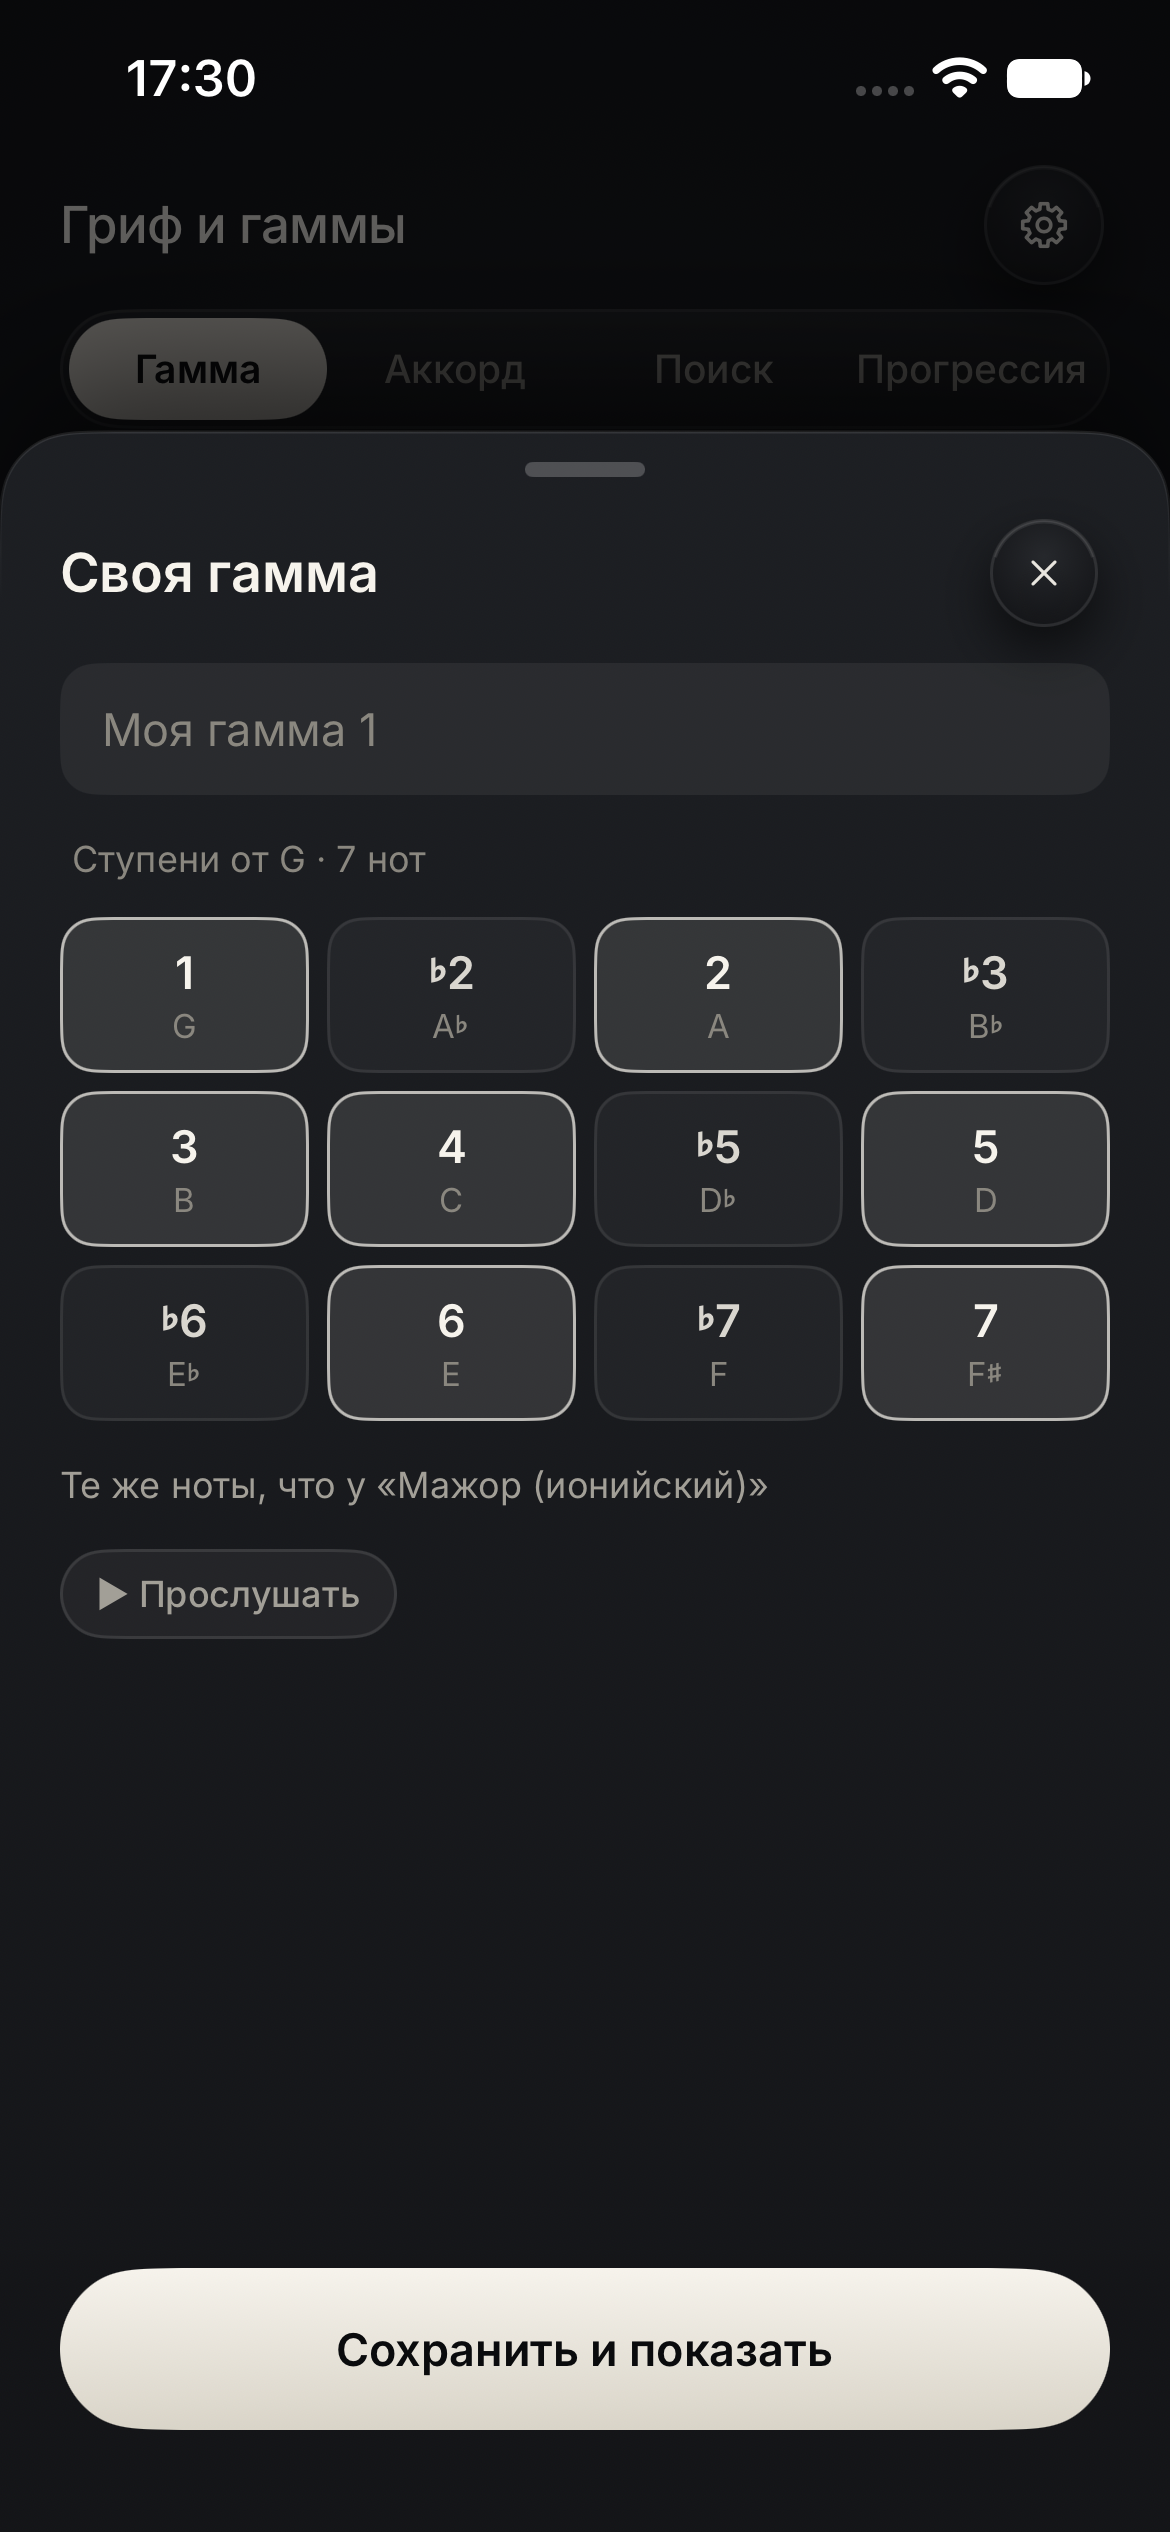 17:30
Гриф и гаммы
Гамма Аккорд Поиск Прогрессия
Своя гамма
Моя гамма 1
Ступени от G · 7 нот
1 ♭2 2 ♭3
G A♭ A B♭
3 4 ♭5 5
B C D♭ D
♭6 6 ♭7 7
E♭ E F F♯
Те же ноты, что у «Мажор (ионийский)»
▶ Прослушать
Сохранить и показать